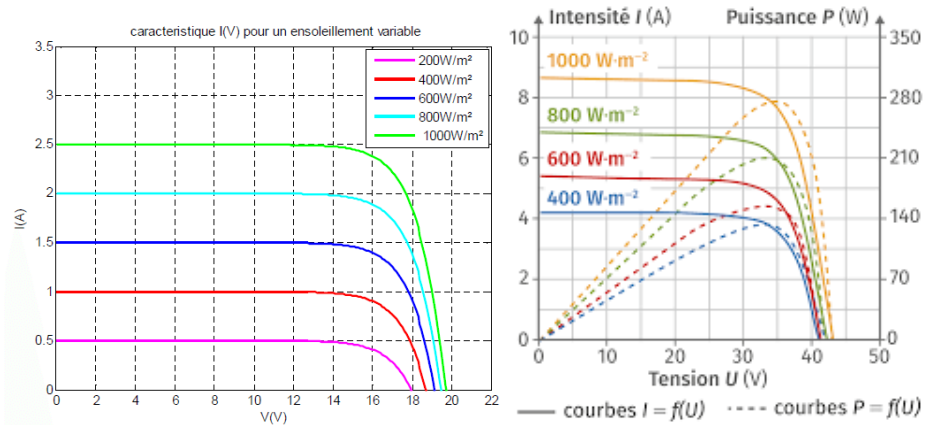 caracteristique I(V) pour un ensoleillement variable
3.5
3
2.5
2
1.5
1
0.5
0
I(A)
200W/m²
400W/m²
600W/m²
800W/m²
1000W/m²
0 2 4 6 8 10 12 14 16 18 20 22
V(V)
Intensité I (A)
Puissance P (W)
10
8
6
4
2
0
350
280
210
140
70
0
1000 W·m⁻²
800 W·m⁻²
600 W·m⁻²
400 W·m⁻²
0 10 20 30 40 50
Tension U (V)
courbes I = f(U) courbes P = f(U)